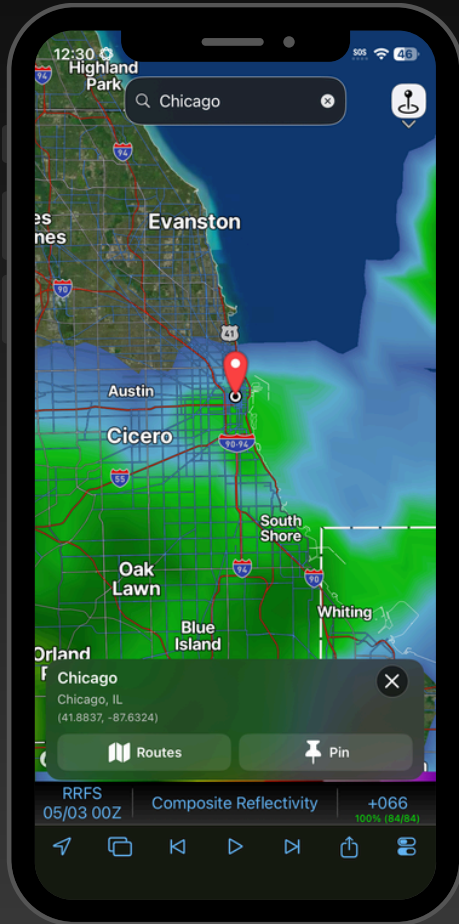 12:30
SOS
46
Highland
Park
94
Chicago
94
es
nes
Evanston
90
41
Austin
Cicero
90-94
55
South
Shore
94
90
Oak
Lawn
Whiting
Blue
Island
Orland
Chicago
Chicago, IL
(41.8837, -87.6324)
Routes
Pin
RRFS
05/03 00Z
Composite Reflectivity
+066
100% (84/84)